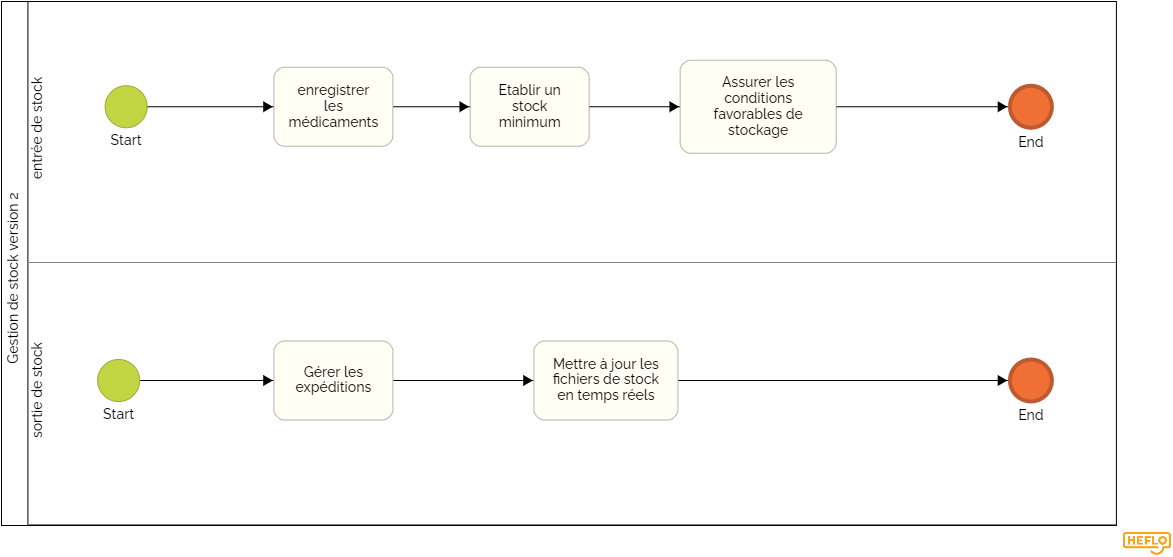 Gestion de stock version 2
entrée de stock
Start
enregistrer
les
médicaments
Etablir un
stock
minimum
Assurer les
conditions
favorables de
stockage
End
sortie de stock
Start
Gérer les
expéditions
Mettre à jour les
fichiers de stock
en temps réels
End
HEFLO